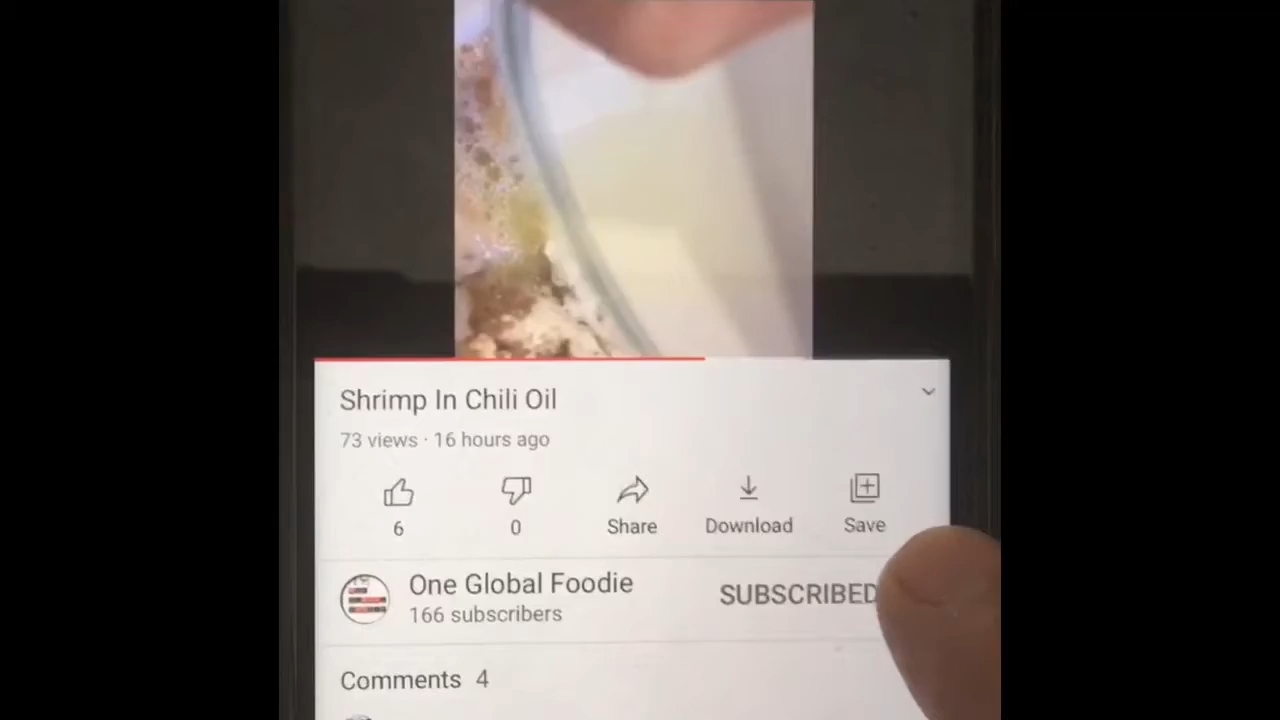 Shrimp In Chili Oil
73 views · 16 hours ago
6
0
Share
Download
Save
One Global Foodie
SUBSCRIBED
166 subscribers
Comments 4